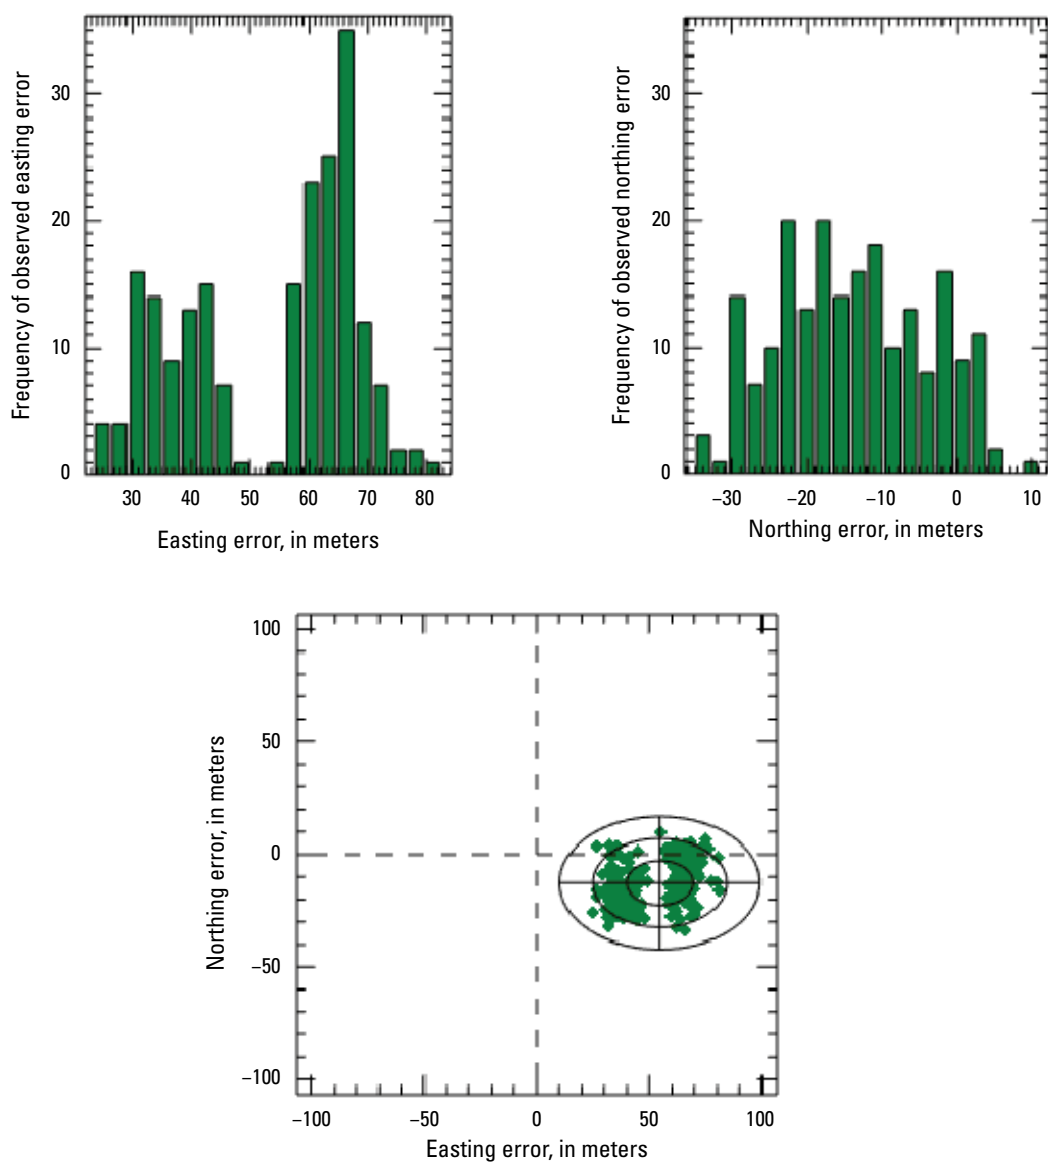 Frequency of observed easting error
30
20
10
0
30 40 50 60 70 80
Easting error, in meters
Frequency of observed northing error
30
20
10
0
−30 −20 −10 0 10
Northing error, in meters
Northing error, in meters
100
50
0
−50
−100
−100 −50 0 50 100
Easting error, in meters